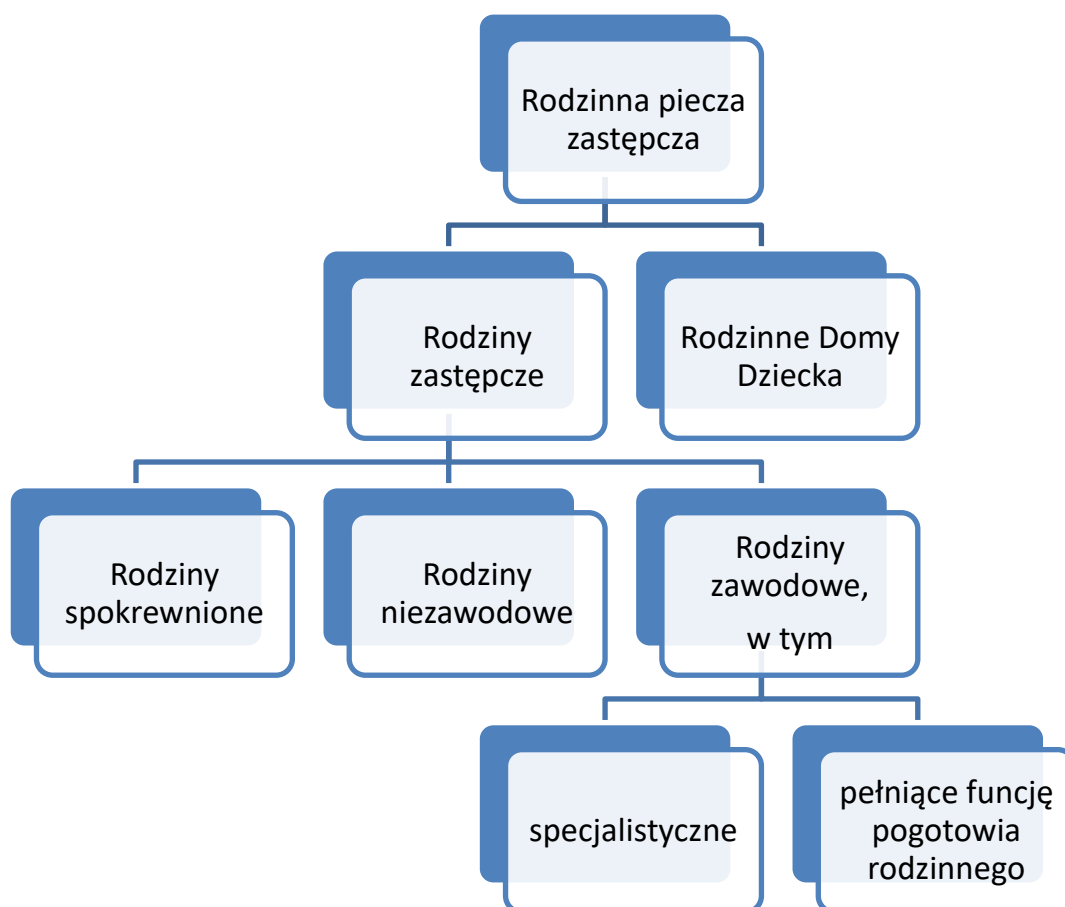 Rodzinna piecza
zastępcza
Rodziny
zastępcze
Rodzinne Domy
Dziecka
Rodziny
spokrewnione
Rodziny
niezawodowe
Rodziny
zawodowe,
w tym
specjalistyczne
pełniące funcję
pogotowia
rodzinnego